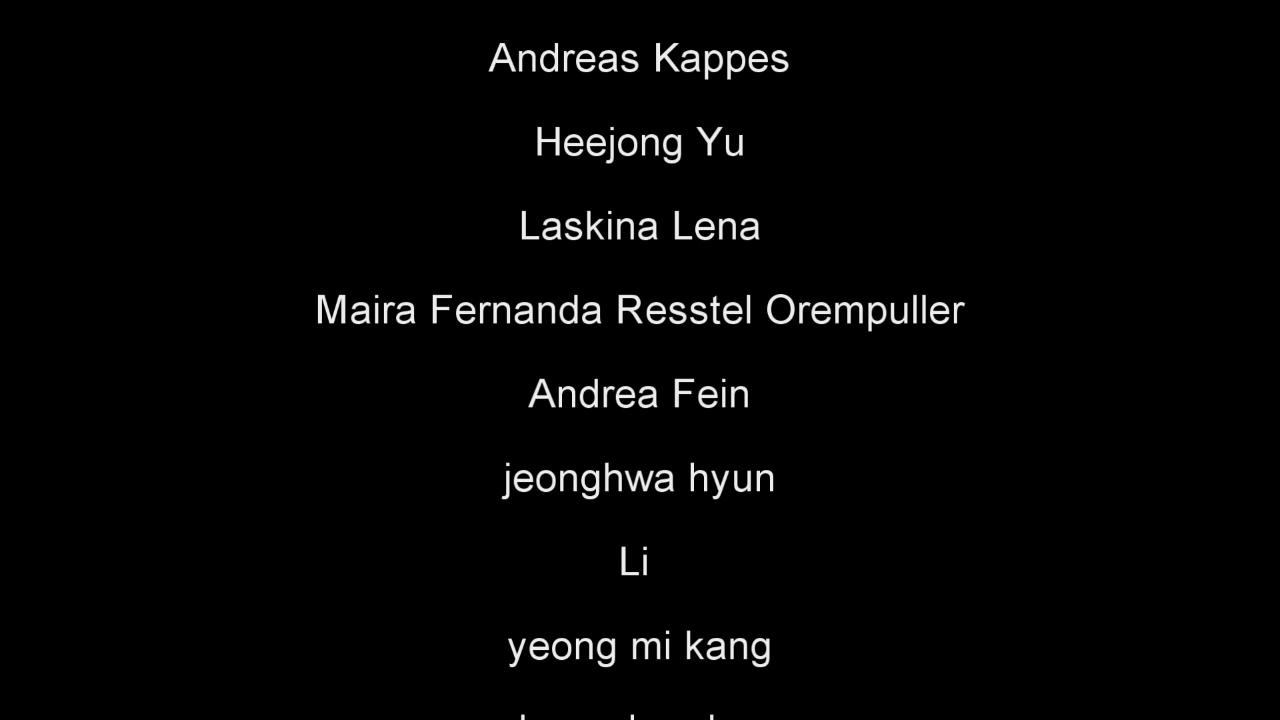 Andreas Kappes
Heejong Yu
Laskina Lena
Maira Fernanda Resstel Orempuller
Andrea Fein
jeonghwa hyun
Li
yeong mi kang